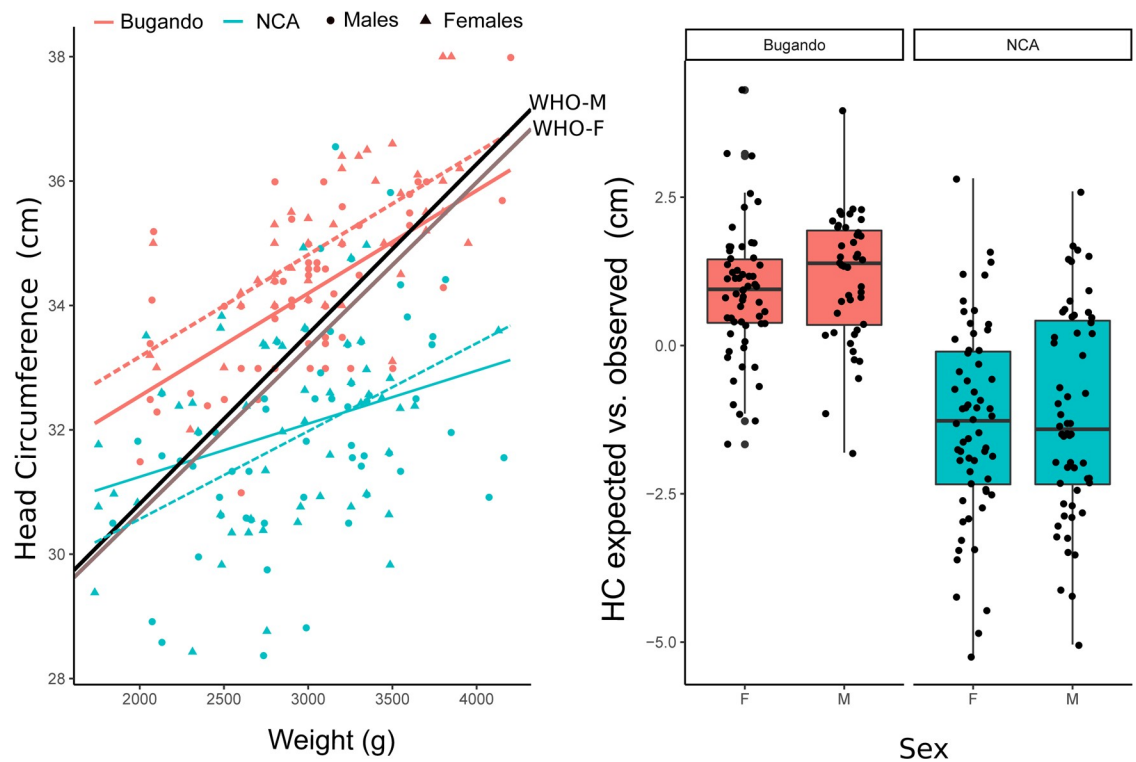 Bugando NCA Males Females
38
36
34
32
30
28
Head Circumference (cm)
WHO-M
WHO-F
2000 2500 3000 3500 4000
Weight (g)
Bugando NCA
2.5
0.0
−2.5
−5.0
HC expected vs. observed (cm)
F M F M
Sex